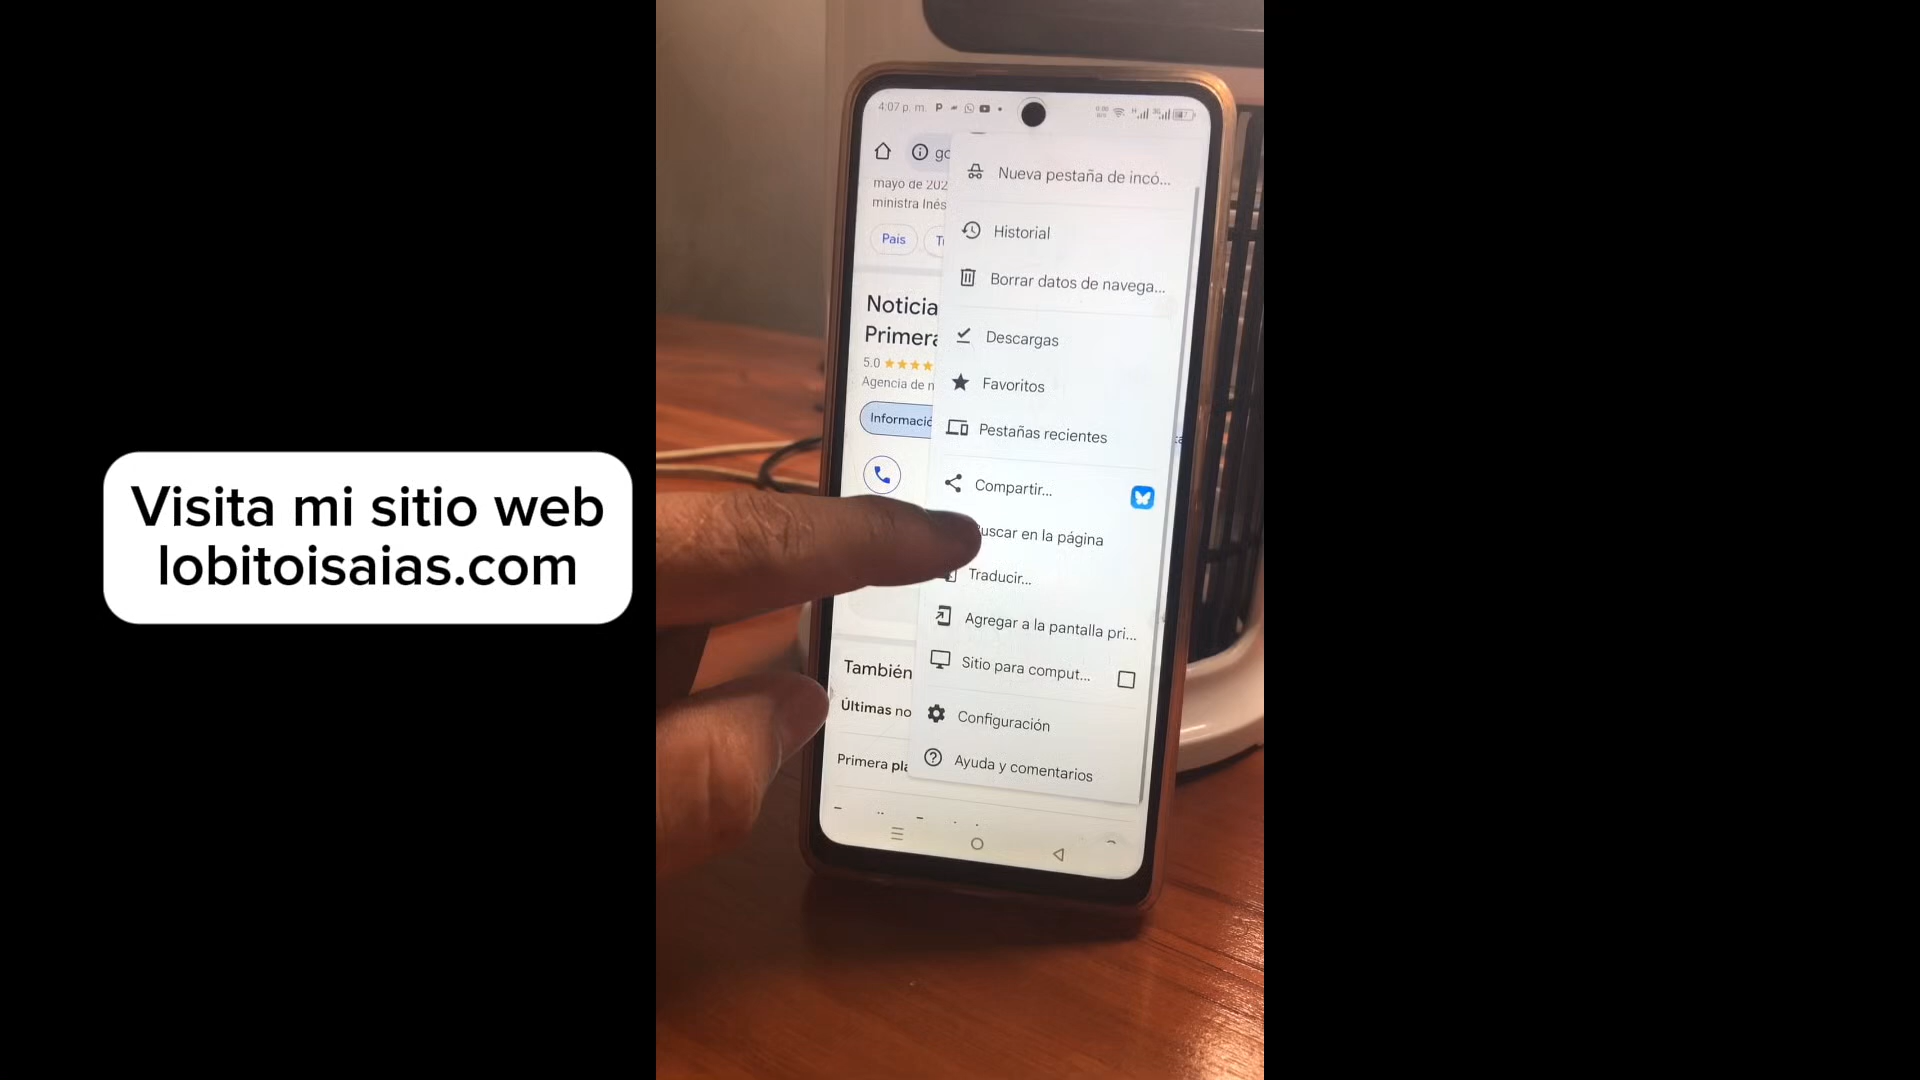 Visita mi sitio web
lobitoisaias.com
4:07 p. m.
Nueva pestaña de incó...
mayo de 202
ministra Inés
País
Historial
Borrar datos de navega...
Noticia
Primera
5.0
Agencia de n
Informació
Descargas
Favoritos
Pestañas recientes
Compartir...
uscar en la página
Traducir...
Agregar a la pantalla pri...
Sitio para comput...
También
Últimas no
Configuración
Primera pla
Ayuda y comentarios